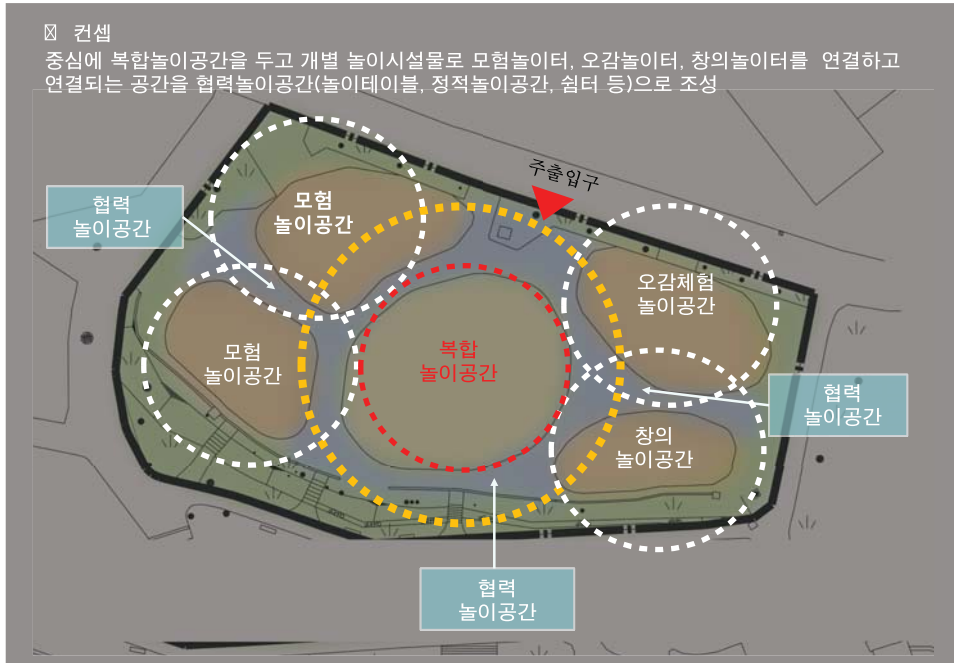 ☒ 컨셉
중심에 복합놀이공간을 두고 개별 놀이시설물로 모험놀이터, 오감놀이터, 창의놀이터를 연결하고
연결되는 공간을 협력놀이공간(놀이테이블, 정적놀이공간, 쉼터 등)으로 조성
주출입구
모험
놀이공간
협력
놀이공간
오감체험
놀이공간
모험
놀이공간
복합
놀이공간
협력
놀이공간
창의
놀이공간
협력
놀이공간